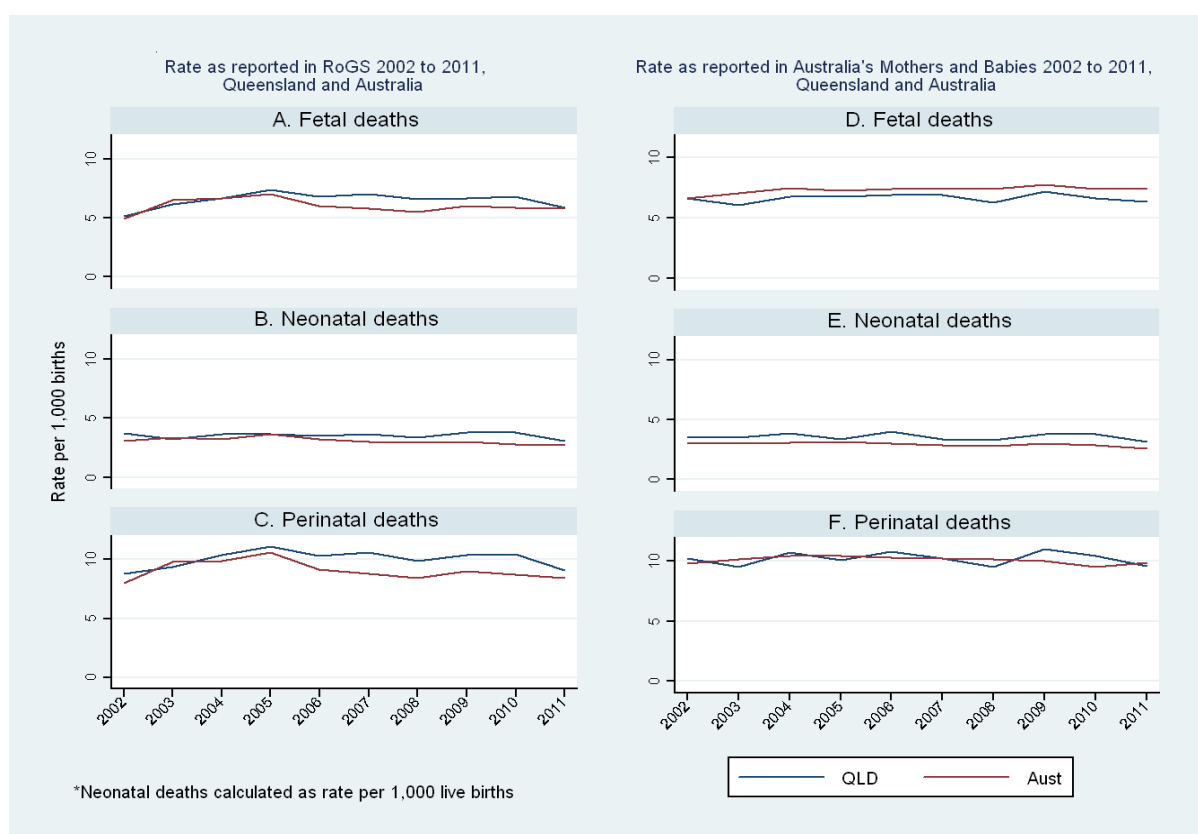 Rate as reported in RoGS 2002 to 2011,
Queensland and Australia
A. Fetal deaths
10
5
0
B. Neonatal deaths
10
5
0
C. Perinatal deaths
10
5
0
2002 2003 2004 2005 2006 2007 2008 2009 2010 2011
Rate per 1,000 births
Rate as reported in Australia's Mothers and Babies 2002 to 2011,
Queensland and Australia
D. Fetal deaths
10
5
0
E. Neonatal deaths
10
5
0
F. Perinatal deaths
10
5
0
2002 2003 2004 2005 2006 2007 2008 2009 2010 2011
QLD Aust
*Neonatal deaths calculated as rate per 1,000 live births